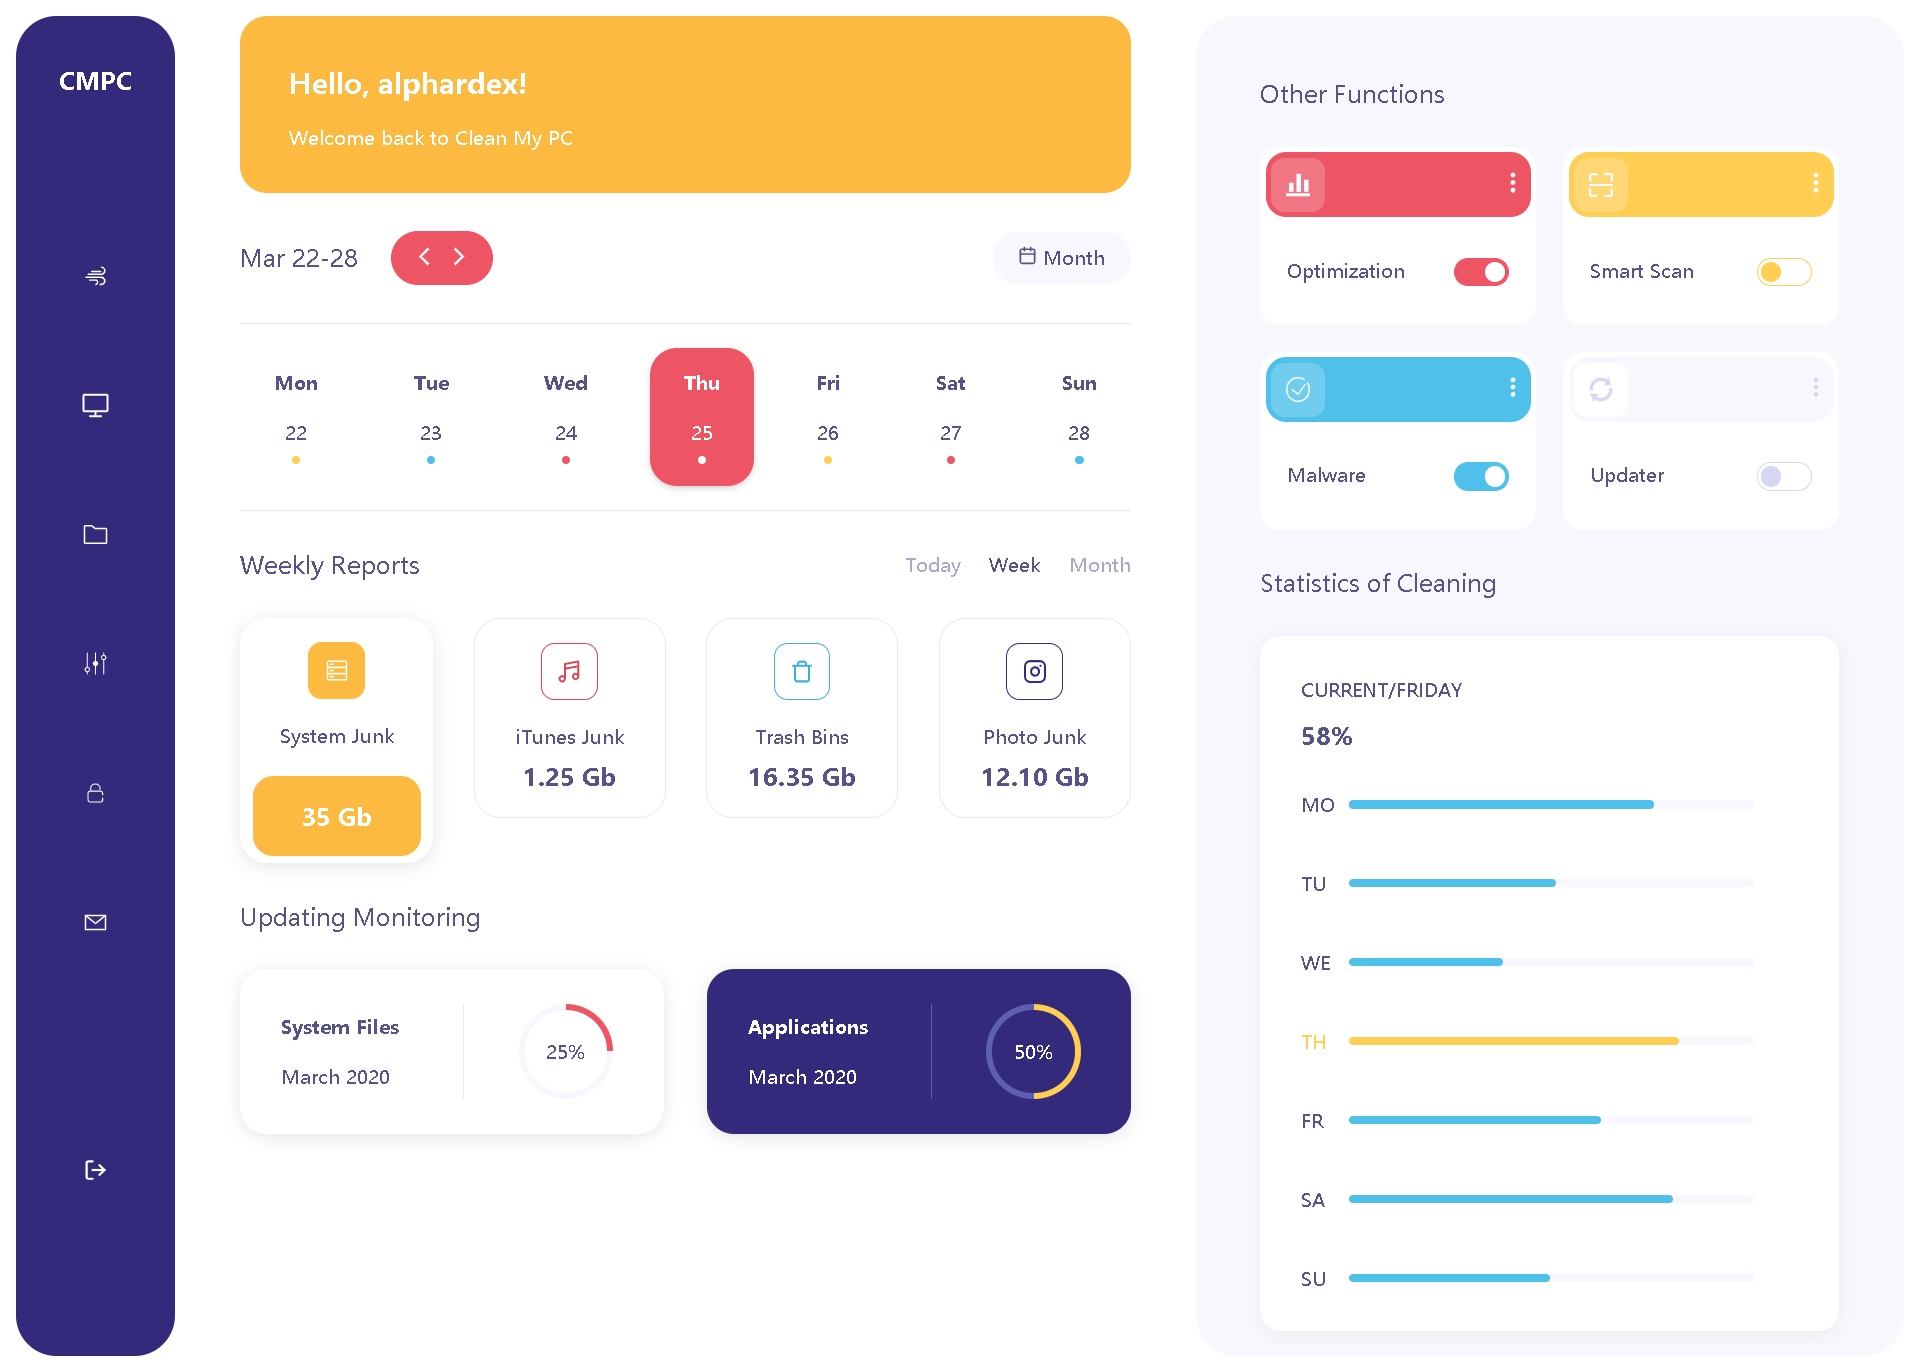 CMPC
Hello, alphardex!
Welcome back to Clean My PC
Mar 22-28
Month
Mon Tue Wed Thu Fri Sat Sun
22 23 24 25 26 27 28
Weekly Reports
Today Week Month
System Junk
35 Gb
iTunes Junk
1.25 Gb
Trash Bins
16.35 Gb
Photo Junk
12.10 Gb
Updating Monitoring
System Files
March 2020
25%
Applications
March 2020
50%
Other Functions
Optimization
Smart Scan
Malware
Updater
Statistics of Cleaning
CURRENT/FRIDAY
58%
MO
TU
WE
TH
FR
SA
SU